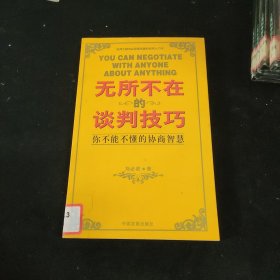 YOU CAN NEGOTIATE
WITH ANYONE
ABOUT ANYTHING
无所不在
的
谈判技巧
你不能不懂的协商智慧
3